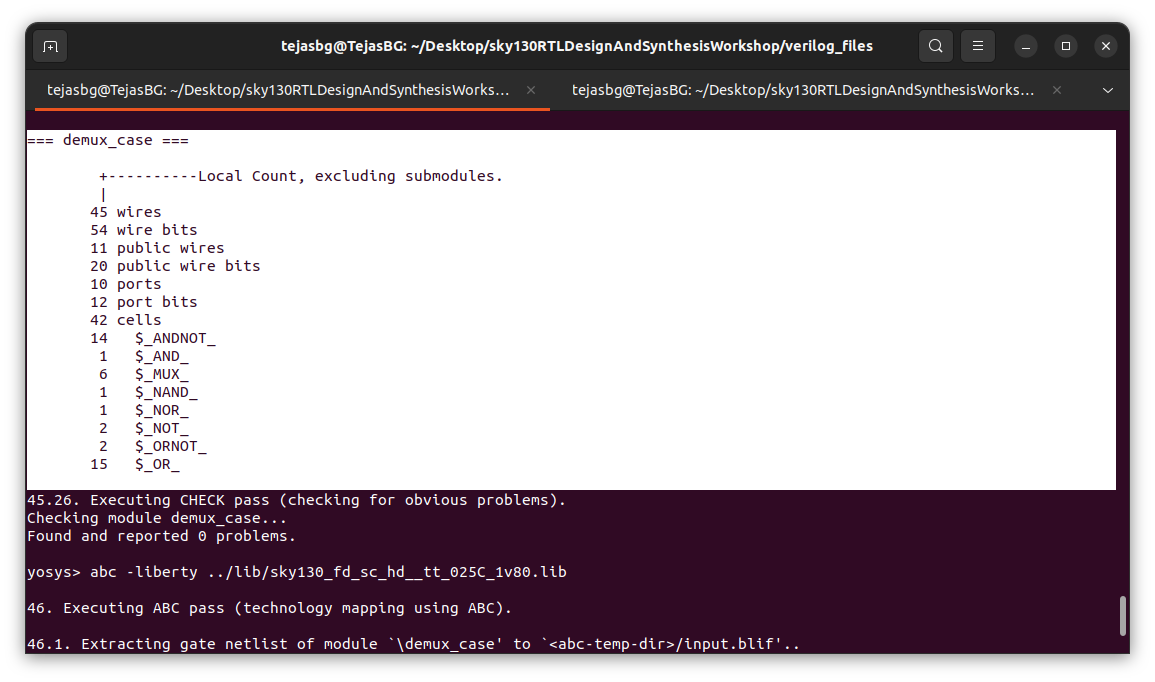 tejasbg@TejasBG: ~/Desktop/sky130RTLDesignAndSynthesisWorkshop/verilog_files
tejasbg@TejasBG: ~/Desktop/sky130RTLDesignAndSynthesisWorks...
tejasbg@TejasBG: ~/Desktop/sky130RTLDesignAndSynthesisWorks...
=== demux_case ===
+----------Local Count, excluding submodules.
|
45 wires
54 wire bits
11 public wires
20 public wire bits
10 ports
12 port bits
42 cells
14   $_ANDNOT_
1   $_AND_
6   $_MUX_
1   $_NAND_
1   $_NOR_
2   $_NOT_
2   $_ORNOT_
15   $_OR_
45.26. Executing CHECK pass (checking for obvious problems).
Checking module demux_case...
Found and reported 0 problems.
yosys> abc -liberty ../lib/sky130_fd_sc_hd__tt_025C_1v80.lib
46. Executing ABC pass (technology mapping using ABC).
46.1. Extracting gate netlist of module `\demux_case' to `<abc-temp-dir>/input.blif'..